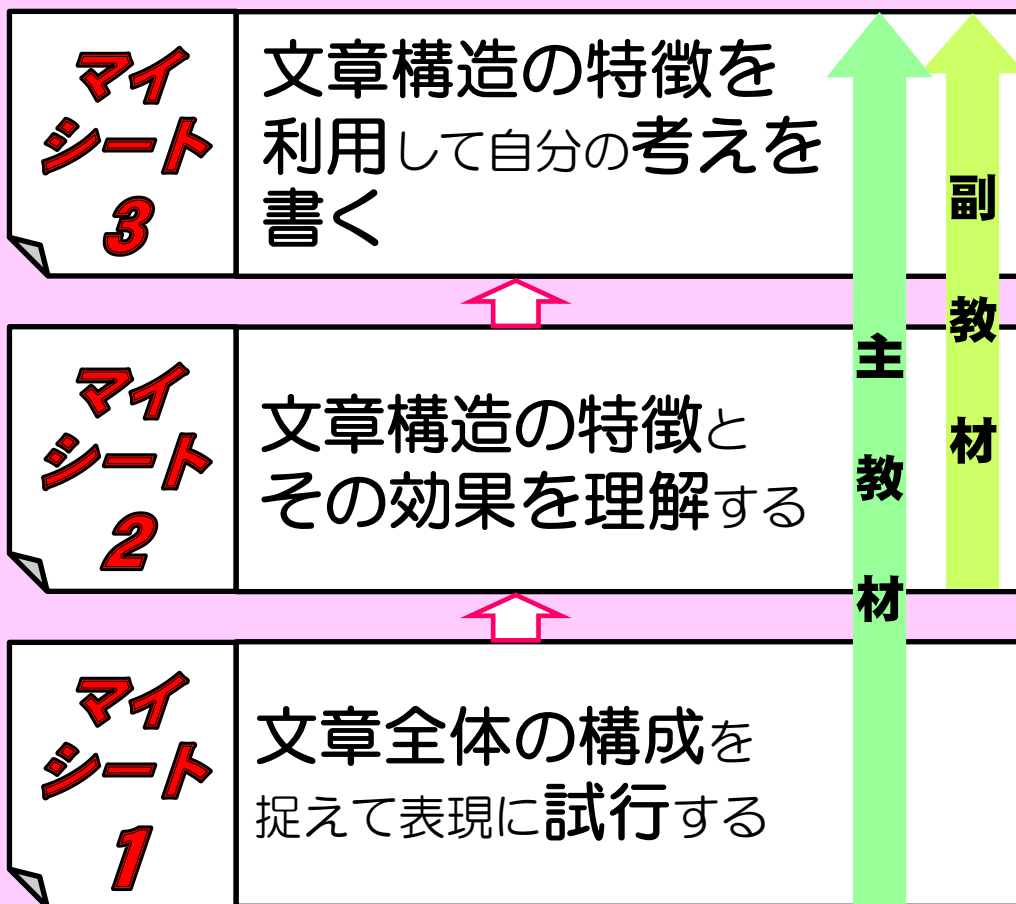 マイ
シート
3
文章構造の特徴を
利用して自分の考えを
書く
マイ
シート
2
文章構造の特徴と
その効果を理解する
マイ
シート
1
文章全体の構成を
捉えて表現に試行する
主教材
副教材